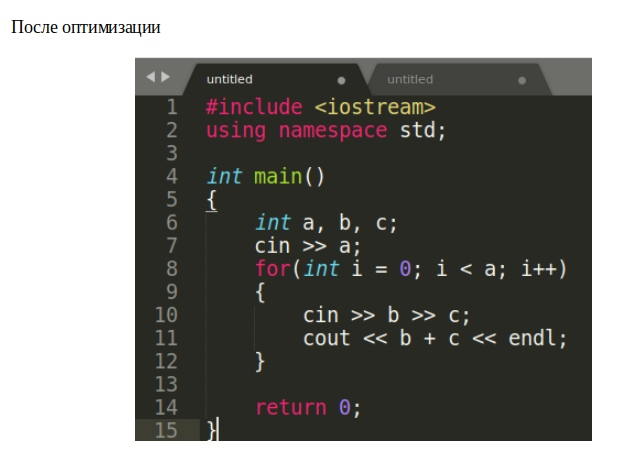 После оптимизации
untitled
untitled
1 #include <iostream>
2 using namespace std;
3
4 int main()
5 {
6     int a, b, c;
7     cin >> a;
8     for(int i = 0; i < a; i++)
9     {
10         cin >> b >> c;
11         cout << b + c << endl;
12     }
13
14     return 0;
15 }